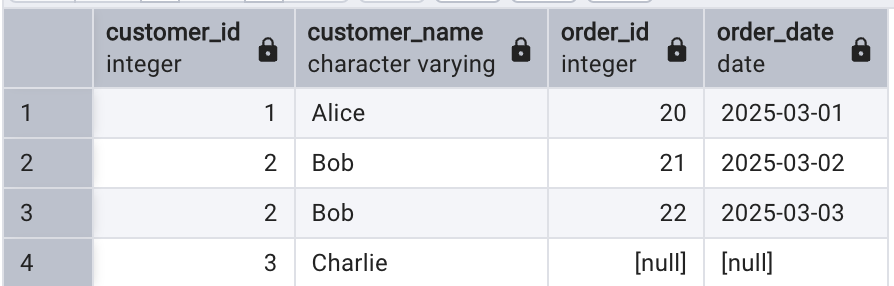 customer_id customer_name order_id order_date
integer character varying integer date
1 1 Alice 20 2025-03-01
2 2 Bob 21 2025-03-02
3 2 Bob 22 2025-03-03
4 3 Charlie [null] [null]